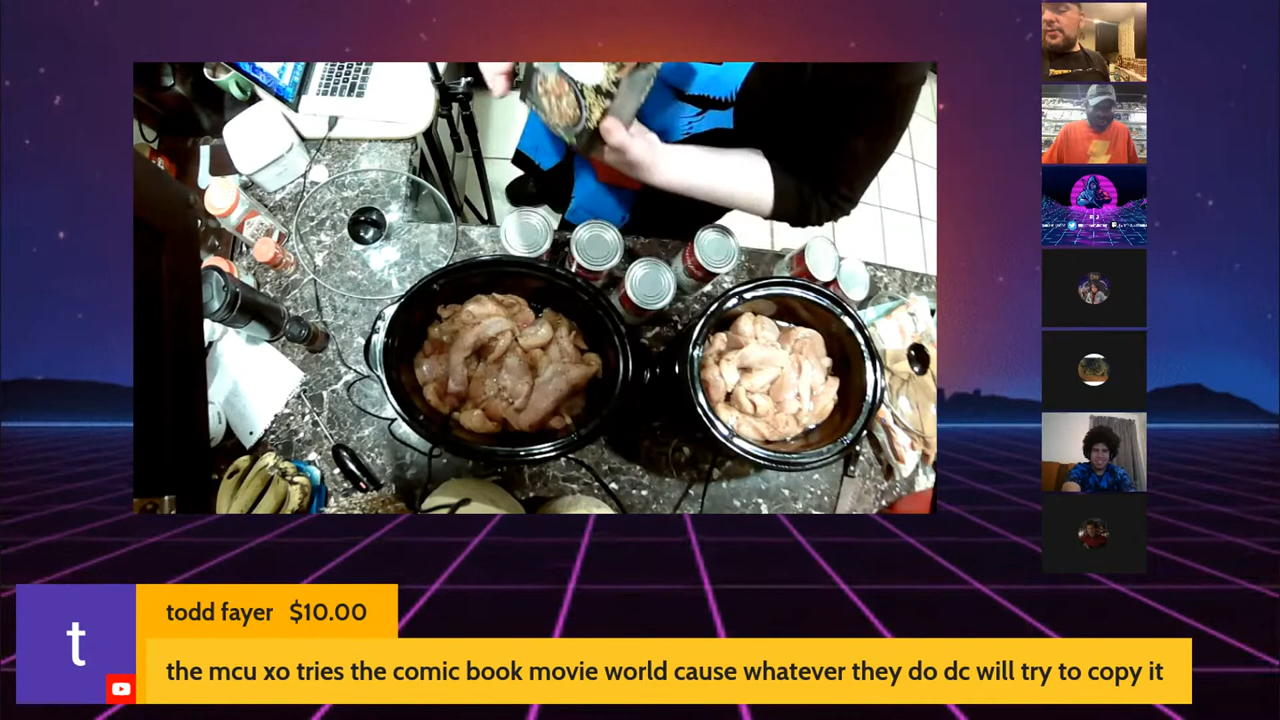 t
todd fayer $10.00
the mcu xo tries the comic book movie world cause whatever they do dc will try to copy it